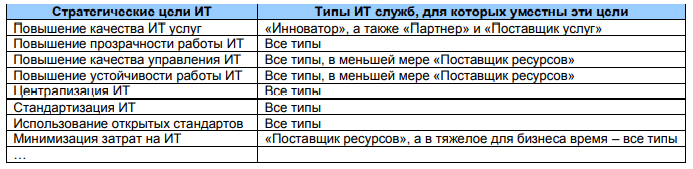 Стратегические цели ИТ Типы ИТ служб, для которых уместны эти цели
Повышение качества ИТ услуг «Инноватор», а также «Партнер» и «Поставщик услуг»
Повышение прозрачности работы ИТ Все типы
Повышение качества управления ИТ Все типы, в меньшей мере «Поставщик ресурсов»
Повышение устойчивости работы ИТ Все типы, в меньшей мере «Поставщик ресурсов»
Централизация ИТ Все типы
Стандартизация ИТ Все типы
Использование открытых стандартов Все типы
Минимизация затрат на ИТ «Поставщик ресурсов», а в тяжелое для бизнеса время – все типы
…